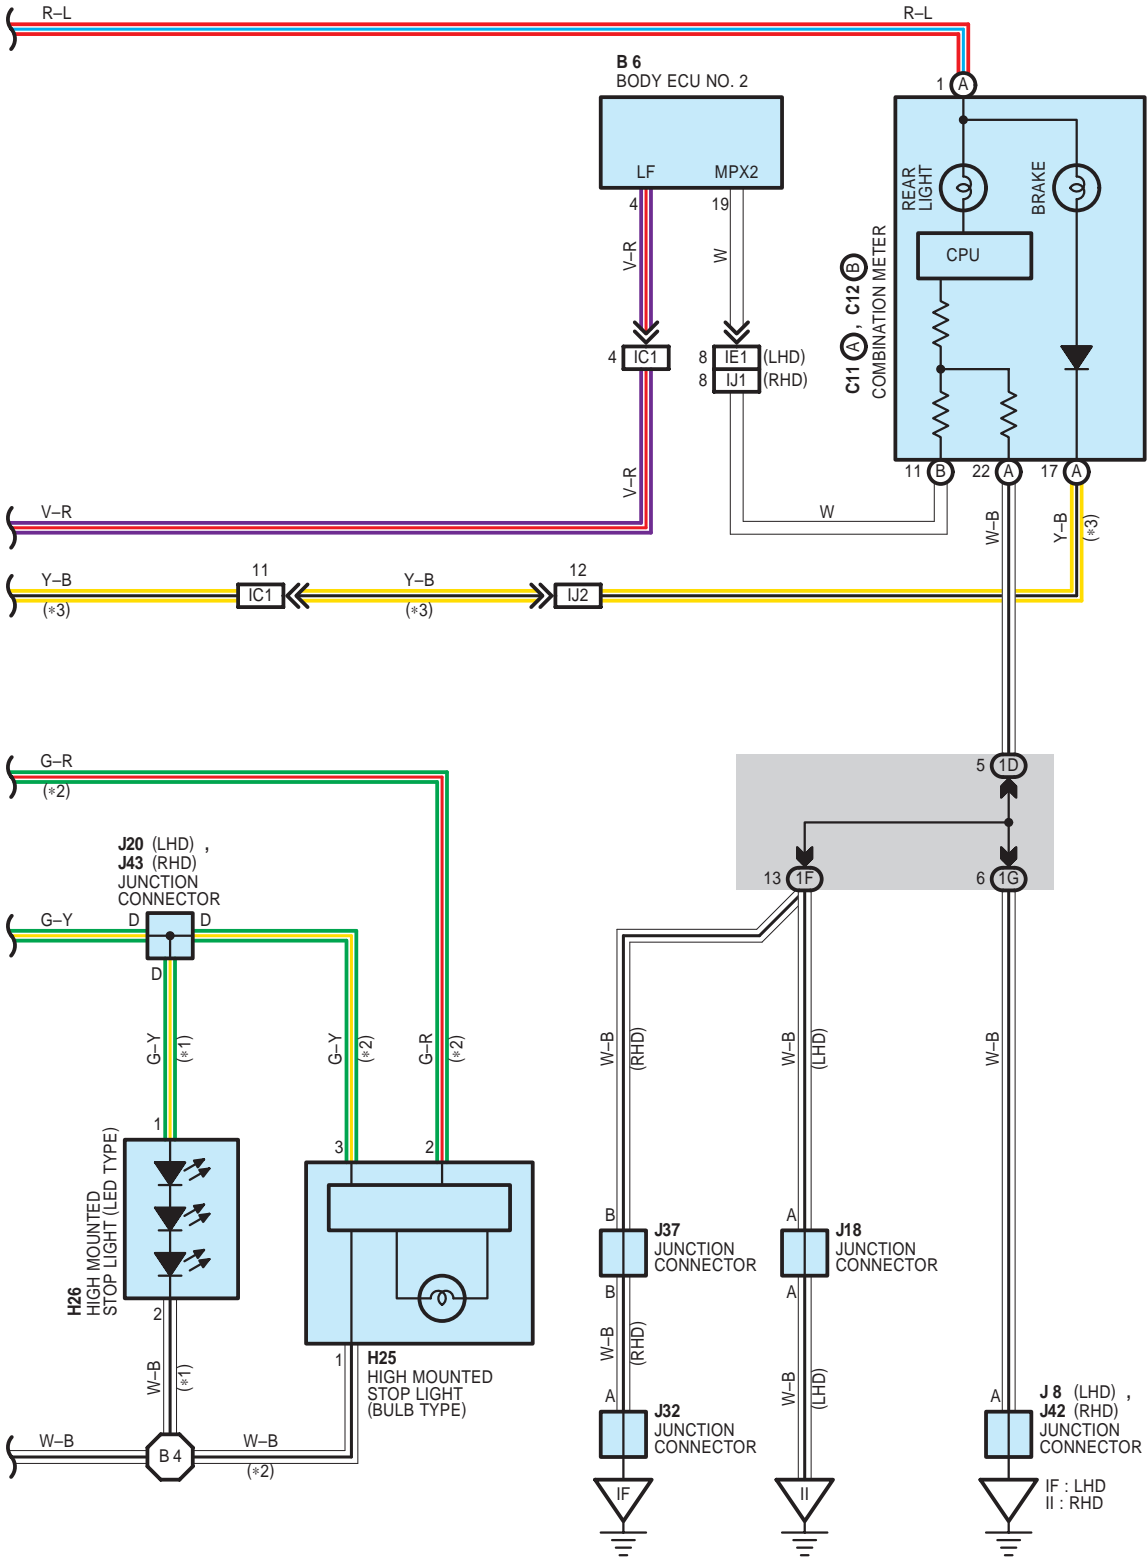 R–L
R–L
B 6
BODY ECU NO. 2
1 A
LF MPX2
4 19
V–R
W
REAR LIGHT
BRAKE
CPU
C11 A , C12 B
COMBINATION METER
4 IC1
8 IE1 (LHD)
8 IJ1 (RHD)
V–R
11 B 22 A 17 A
V–R
W
W–B
Y–B
(*3)
Y–B
(*3)
11
IC1
Y–B
(*3)
12
IJ2
G–R
(*2)
5 1D
13 1F
6 1G
J20 (LHD) ,
J43 (RHD)
JUNCTION
CONNECTOR
G–Y
D D
D
G–Y
(*1)
G–Y
(*2)
G–R
(*2)
W–B
(RHD)
W–B
(LHD)
W–B
1
3 2
H26
HIGH MOUNTED
STOP LIGHT (LED TYPE)
2
B
J37
JUNCTION
CONNECTOR
B
A
J18
JUNCTION
CONNECTOR
A
W–B
(*1)
1
H25
HIGH MOUNTED
STOP LIGHT
(BULB TYPE)
W–B
(RHD)
W–B
(LHD)
A
J32
JUNCTION
CONNECTOR
A
J 8 (LHD) ,
J42 (RHD)
JUNCTION
CONNECTOR
W–B
B 4
W–B
(*2)
IF
II
IF : LHD
II : RHD